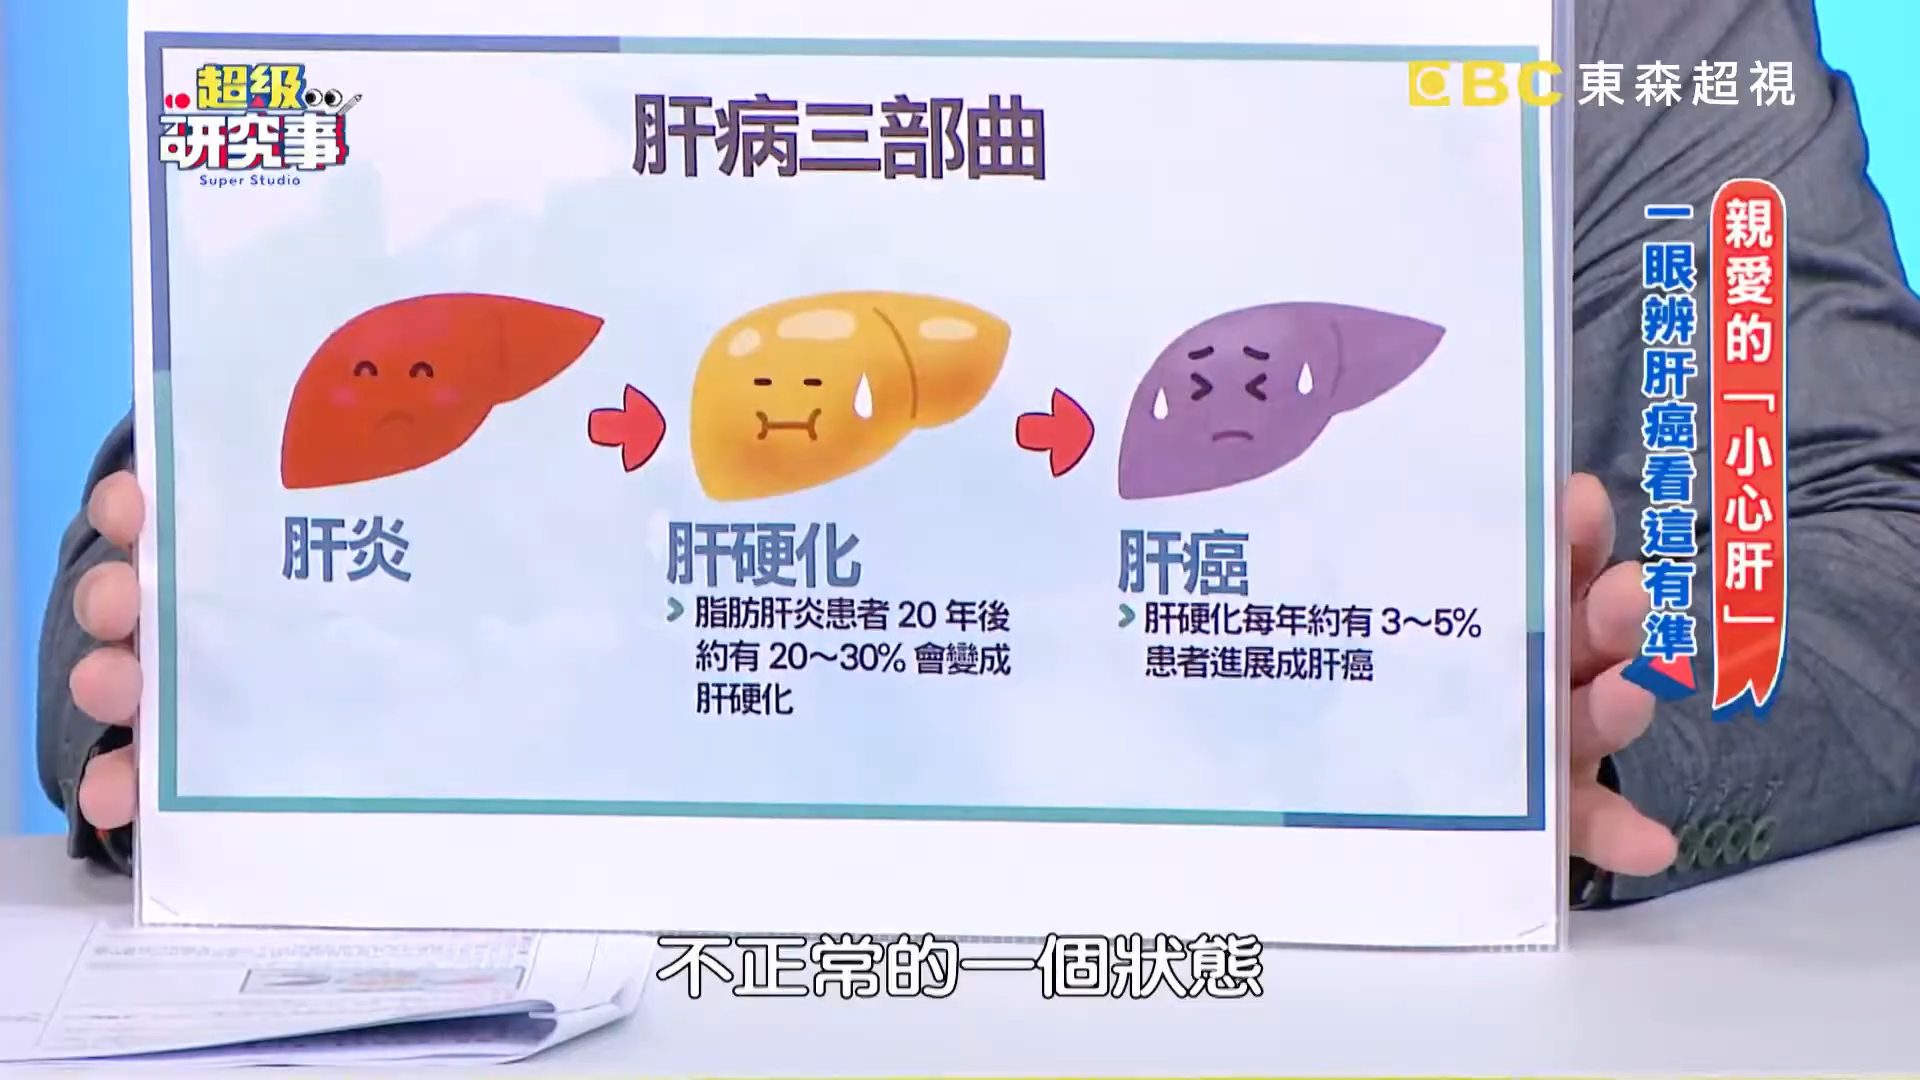 超級
研究事
Super Studio
EBC 東森超視
肝病三部曲
肝炎
肝硬化
脂肪肝炎患者 20 年後
約有 20～30% 會變成
肝硬化
肝癌
肝硬化每年約有 3～5%
患者進展成肝癌
親愛的「小心肝」
一眼辨肝癌看這有準
不正常的一個狀態